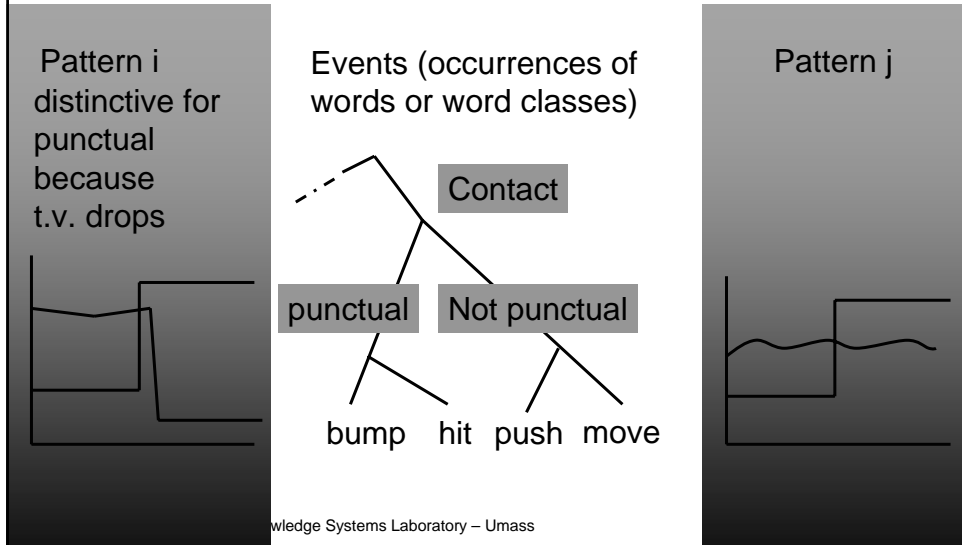 Pattern i
distinctive for
punctual
because
t.v. drops
Events (occurrences of
words or word classes)
Contact
punctual
Not punctual
bump hit push move
Pattern j
wledge Systems Laboratory – Umass